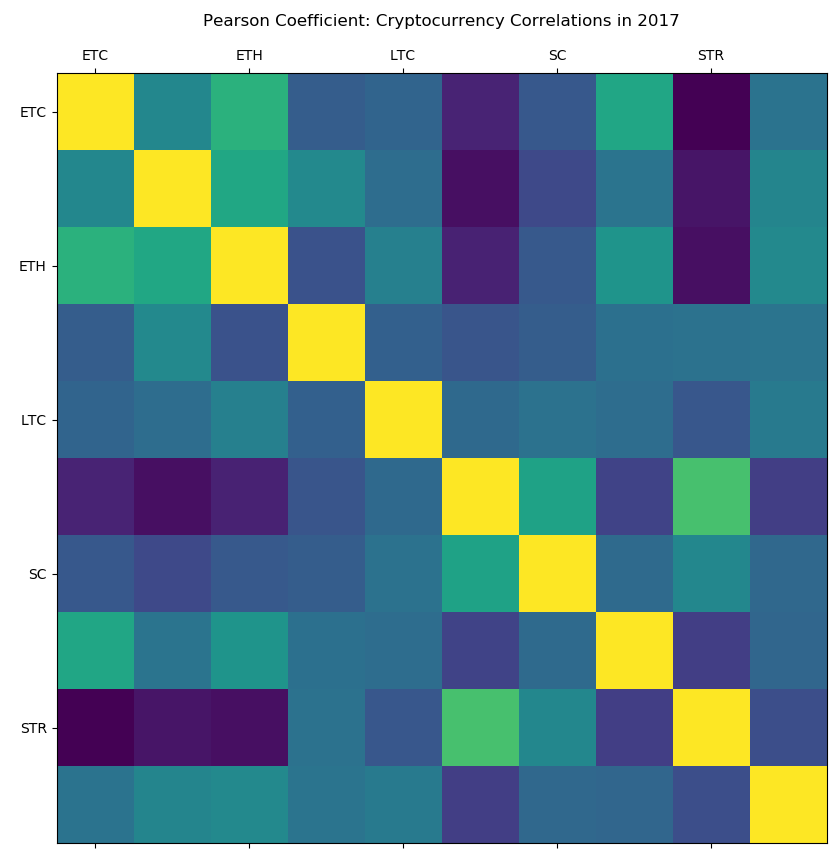 Pearson Coefficient: Cryptocurrency Correlations in 2017
ETC ETH LTC SC STR
ETC
ETH
LTC
SC
STR